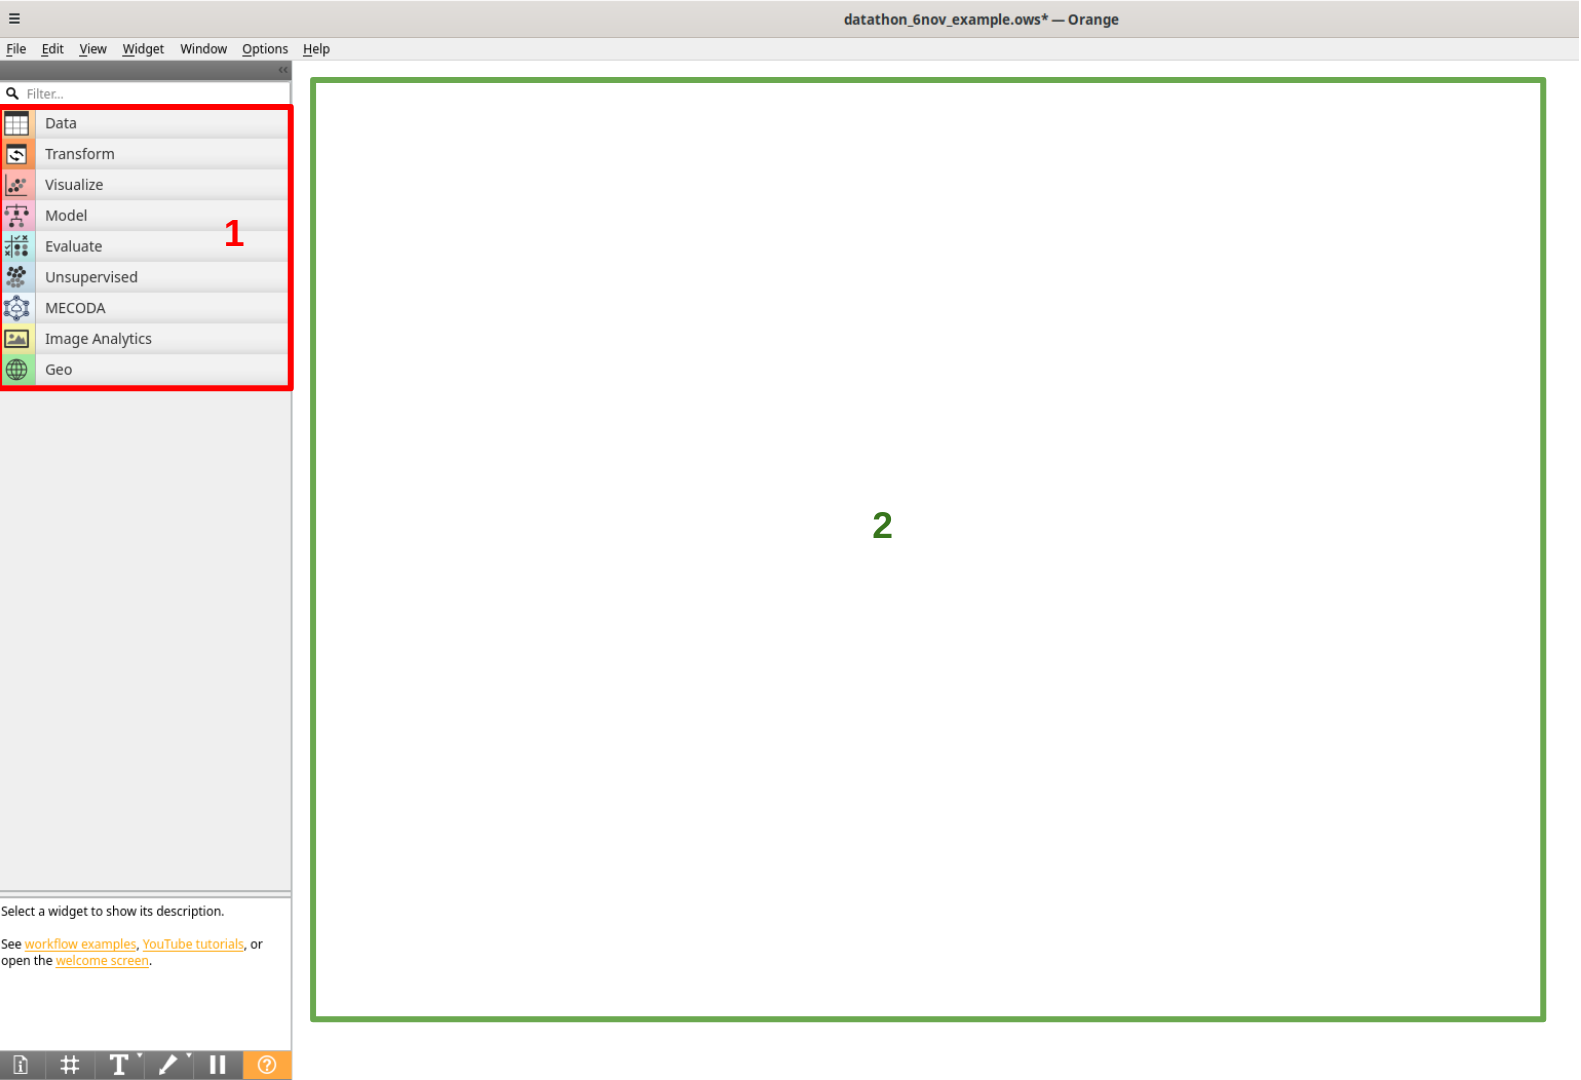 datathon_6nov_example.ows* — Orange
File Edit View Widget Window Options Help
Filter...
Data
Transform
Visualize
Model
1
Evaluate
Unsupervised
MECODA
Image Analytics
Geo
2
Select a widget to show its description.
See workflow examples, YouTube tutorials, or
open the welcome screen.